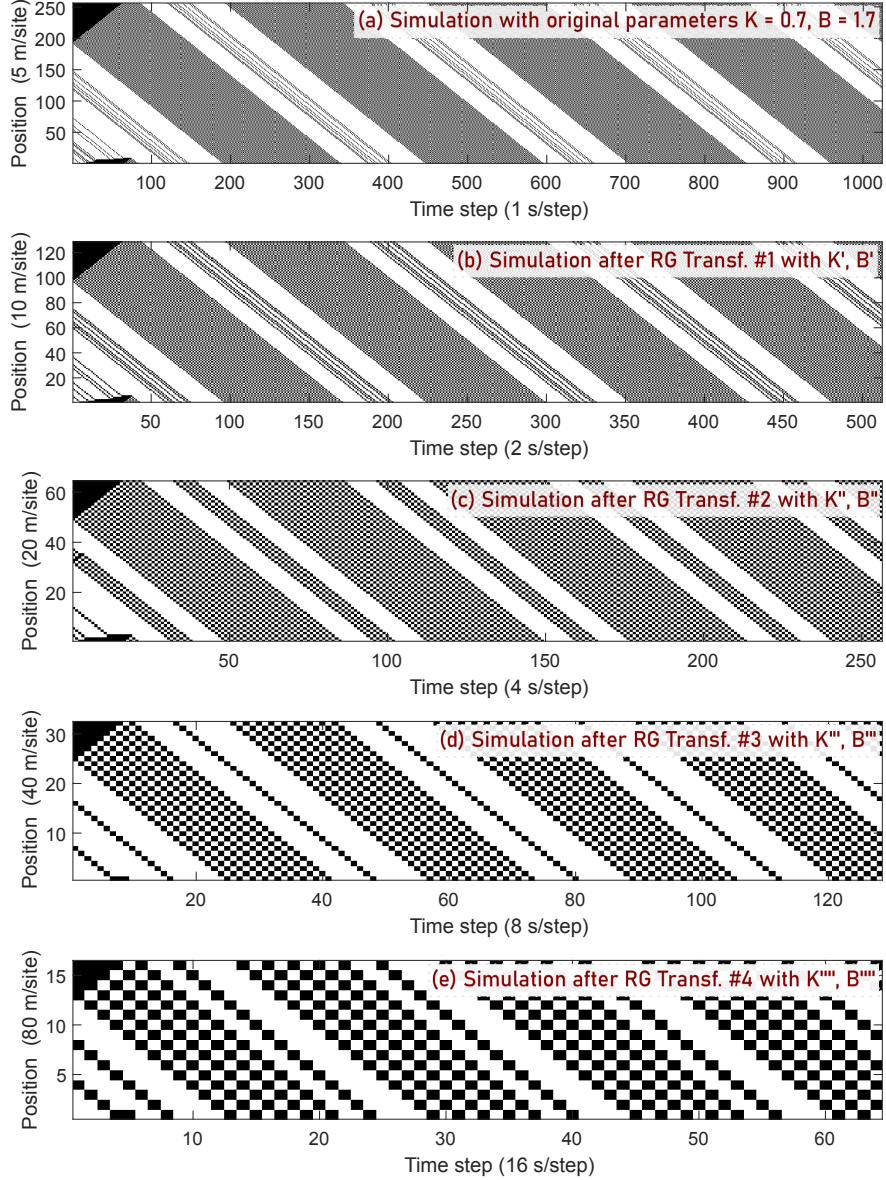 (a) Simulation with original parameters K = 0.7, B = 1.7
Position (5 m/site)
250
200
150
100
50
100 200 300 400 500 600 700 800 900 1000
Time step (1 s/step)
(b) Simulation after RG Transf. #1 with K', B'
Position (10 m/site)
120
100
80
60
40
20
50 100 150 200 250 300 350 400 450 500
Time step (2 s/step)
(c) Simulation after RG Transf. #2 with K'', B''
Position (20 m/site)
60
40
20
50 100 150 200 250
Time step (4 s/step)
(d) Simulation after RG Transf. #3 with K''', B'''
Position (40 m/site)
30
20
10
20 40 60 80 100 120
Time step (8 s/step)
(e) Simulation after RG Transf. #4 with K'''', B''''
Position (80 m/site)
15
10
5
10 20 30 40 50 60
Time step (16 s/step)